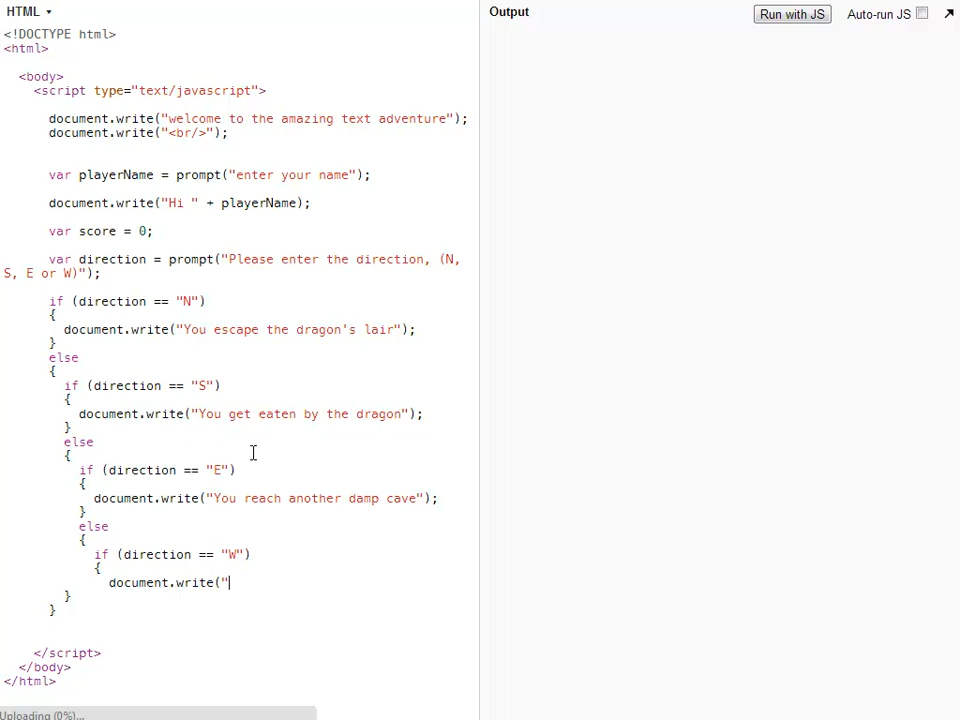 HTML
Output
Run with JS
Auto-run JS
<!DOCTYPE html>
<html>
<body>
<script type="text/javascript">
document.write("welcome to the amazing text adventure");
document.write("<br/>");
var playerName = prompt("enter your name");
document.write("Hi " + playerName);
var score = 0;
var direction = prompt("Please enter the direction, (N,
S, E or W)");
if (direction == "N")
{
document.write("You escape the dragon's lair");
}
else
{
if (direction == "S")
{
document.write("You get eaten by the dragon");
}
else
{
if (direction == "E")
{
document.write("You reach another damp cave");
}
else
{
if (direction == "W")
{
document.write("
}
}
</script>
</body>
</html>
Uploading (0%)...